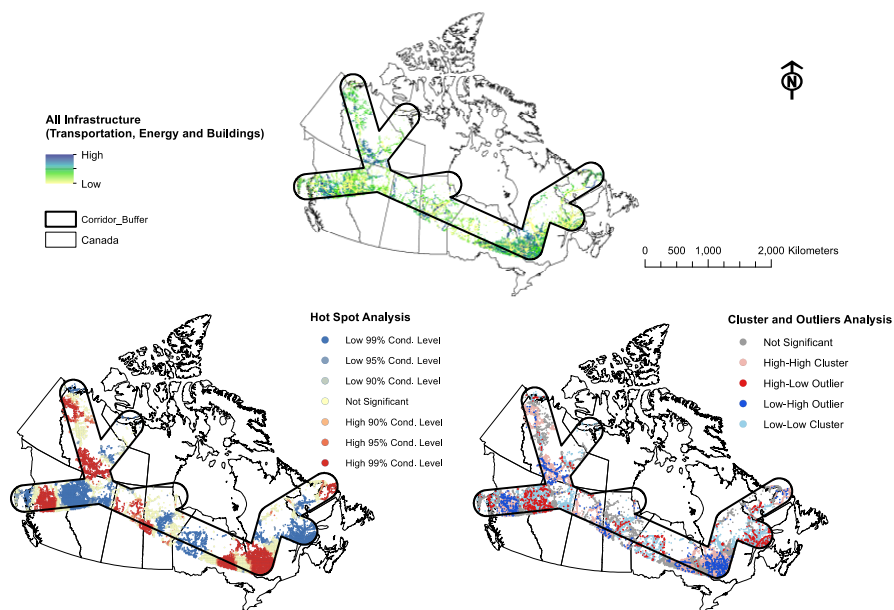 N
All Infrastructure
(Transportation, Energy and Buildings)
High
Low
Corridor_Buffer
Canada
0 500 1,000 2,000 Kilometers
Hot Spot Analysis
Low 99% Cond. Level
Low 95% Cond. Level
Low 90% Cond. Level
Not Significant
High 90% Cond. Level
High 95% Cond. Level
High 99% Cond. Level
Cluster and Outliers Analysis
Not Significant
High-High Cluster
High-Low Outlier
Low-High Outlier
Low-Low Cluster